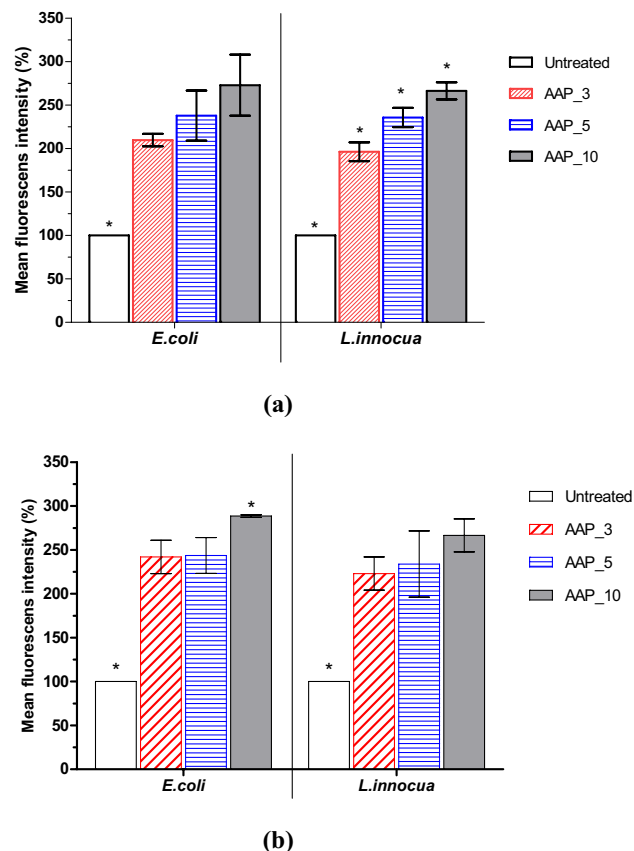 Mean fluorescens intensity (%)
350
300
250
200
150
100
50
0
* * * * *
E.coli L.innocua
Untreated
AAP_3
AAP_5
AAP_10
(a)
Mean fluorescens intensity (%)
350
300
250
200
150
100
50
0
* * *
E.coli L.innocua
Untreated
AAP_3
AAP_5
AAP_10
(b)